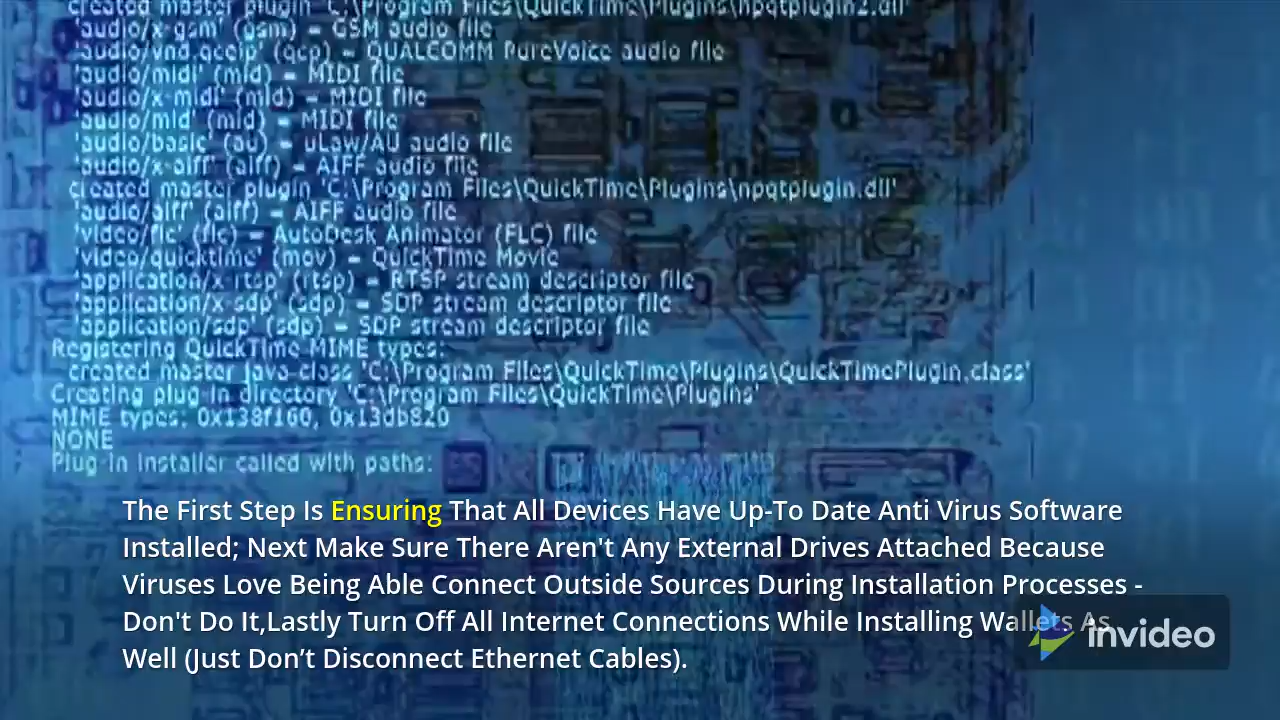 created master plugin 'C:\Program Files\QuickTime\Plugins\npqtplugin2.dll'
'audio/x-gsm' (gsm) = GSM audio file
'audio/vnd.qcelp' (qcp) = QUALCOMM PureVoice audio file
'audio/midi' (mid) = MIDI file
'audio/x-midi' (mid) = MIDI file
'audio/mid' (mid) = MIDI file
'audio/basic' (au) = uLaw/AU audio file
'audio/x-aiff' (aiff) = AIFF audio file
created master plugin 'C:\Program Files\QuickTime\Plugins\npqtplugin.dll'
'audio/aiff' (aiff) = AIFF audio file
'video/flc' (flc) = AutoDesk Animator (FLC) file
'video/quicktime' (mov) = QuickTime Movie
'application/x-rtsp' (rtsp) = RTSP stream descriptor file
'application/x-sdp' (sdp) = SDP stream descriptor file
'application/sdp' (sdp) = SDP stream descriptor file
Registering QuickTime MIME types:
created master java-class 'C:\Program Files\QuickTime\Plugins\QuickTimePlugin.class'
Creating plug-in directory 'C:\Program Files\QuickTime\Plugins'
MIME types: 0x138f160, 0x13db820
NONE
Plug-in installer called with paths:
The First Step Is Ensuring That All Devices Have Up-To Date Anti Virus Software
Installed; Next Make Sure There Aren't Any External Drives Attached Because
Viruses Love Being Able Connect Outside Sources During Installation Processes -
Don't Do It,Lastly Turn Off All Internet Connections While Installing Wallets As
Well (Just Don’t Disconnect Ethernet Cables).
invideo